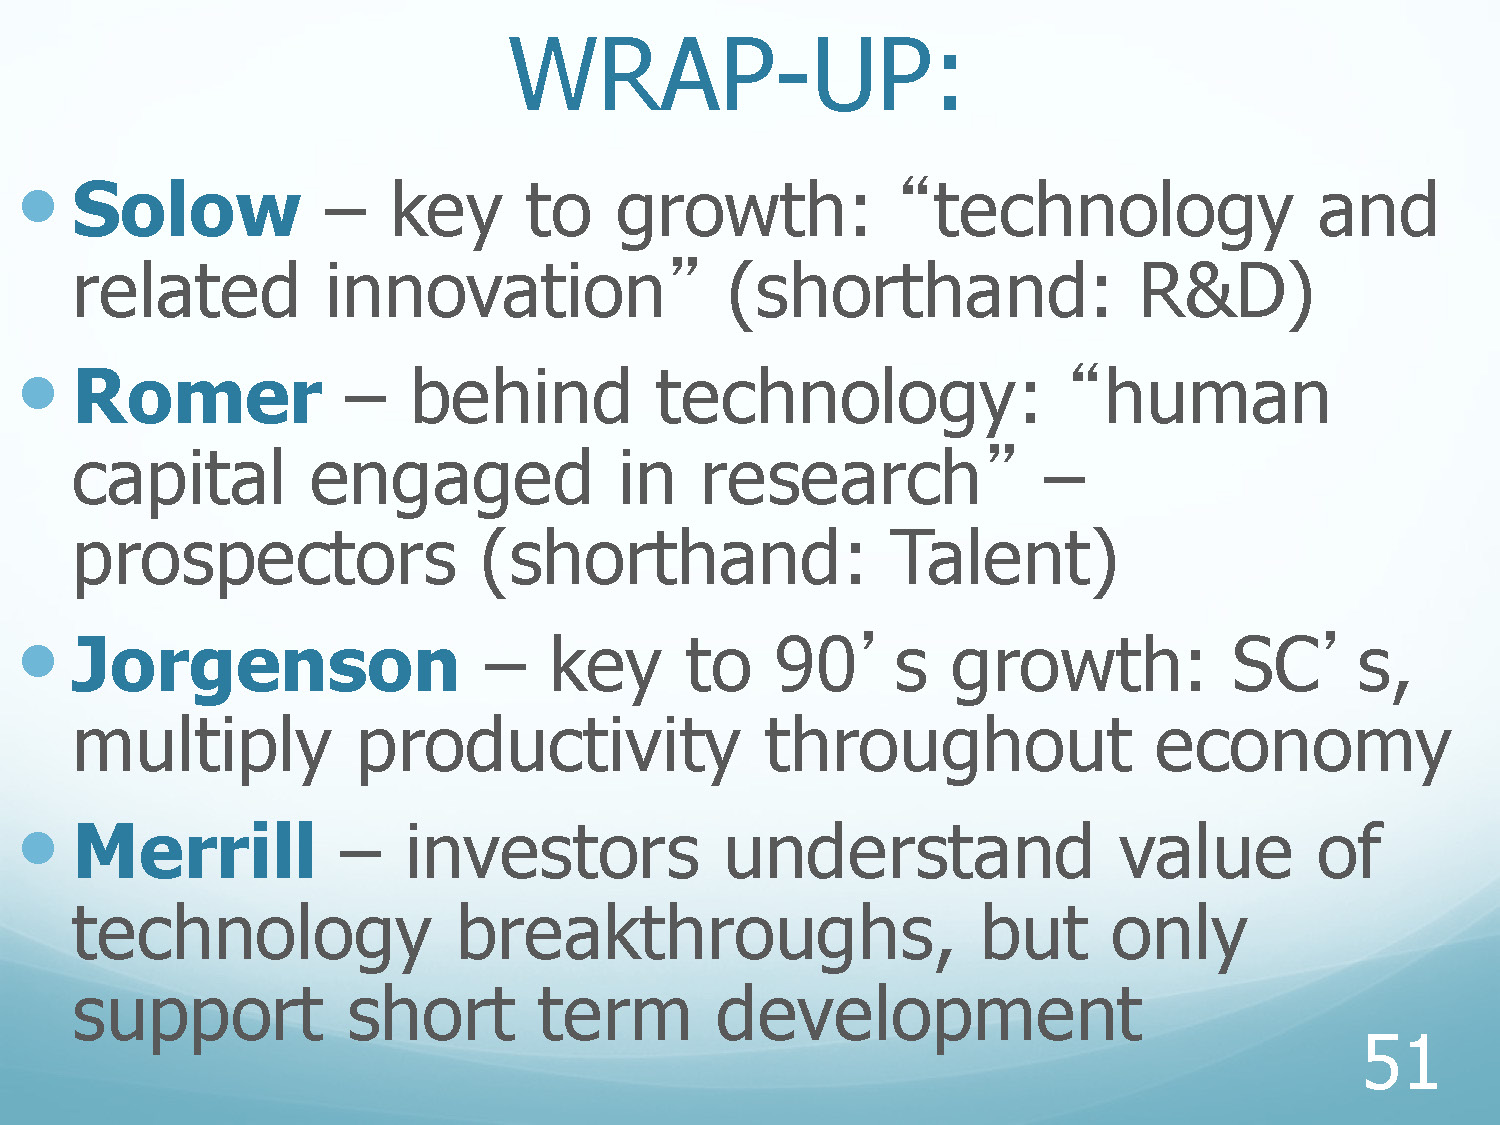 WRAP-UP:
• Solow – key to growth: “technology and
related innovation” (shorthand: R&D)
• Romer – behind technology: “human
capital engaged in research” –
prospectors (shorthand: Talent)
• Jorgenson – key to 90’s growth: SC’s,
multiply productivity throughout economy
• Merrill – investors understand value of
technology breakthroughs, but only
support short term development
51